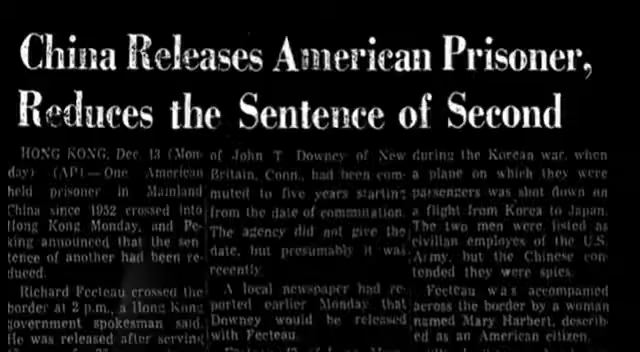 China Releases American Prisoner,
Reduces the Sentence of Second
HONG KONG, Dec. 13 (Mon-
day) (AP)—One American
held prisoner in Mainland
China since 1952 crossed into
Hong Kong Monday, and Pe-
king announced that the sen-
tence of another had been re-
duced.
Richard Fecteau crossed the
border at 2 p.m., a Hong Kong
government spokesman said.
He was released after serving
of John T. Downey of New
Britain, Conn., had been com-
muted to five years starting
from the date of commutation.
The agency did not give the
date, but presumably it was
recently.
A local newspaper had re-
ported earlier Monday that
Downey would be released
with Fecteau.
during the Korean war, when
a plane on which they were
passengers was shot down on
a flight from Korea to Japan.
The two men were listed as
civilian employes of the U.S.
Army, but the Chinese con-
tended they were spies.
Fecteau was accompanied
across the border by a woman
named Mary Harbert, describ-
ed as an American citizen.